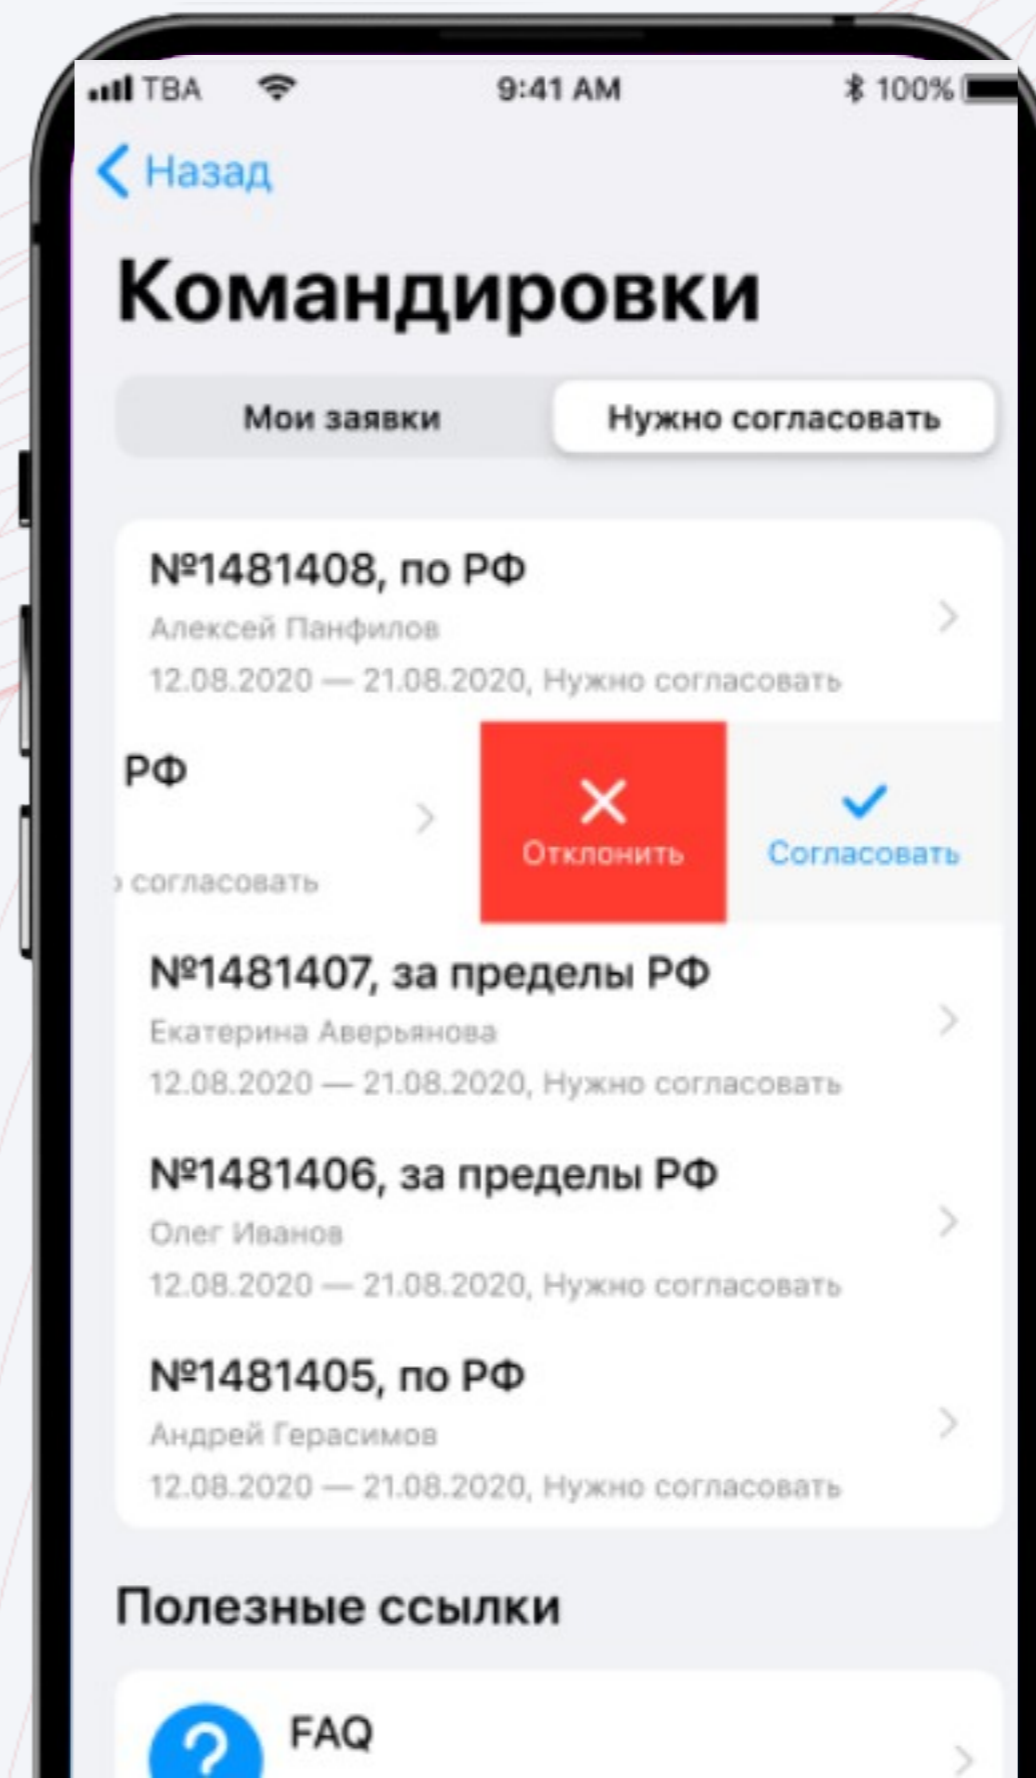 TBA 9:41 AM 100%
Назад
Командировки
Мои заявки Нужно согласовать
№1481408, по РФ
Алексей Панфилов
12.08.2020 — 21.08.2020, Нужно согласовать
РФ
согласовать
Отклонить Согласовать
№1481407, за пределы РФ
Екатерина Аверьянова
12.08.2020 — 21.08.2020, Нужно согласовать
№1481406, за пределы РФ
Олег Иванов
12.08.2020 — 21.08.2020, Нужно согласовать
№1481405, по РФ
Андрей Герасимов
12.08.2020 — 21.08.2020, Нужно согласовать
Полезные ссылки
? FAQ